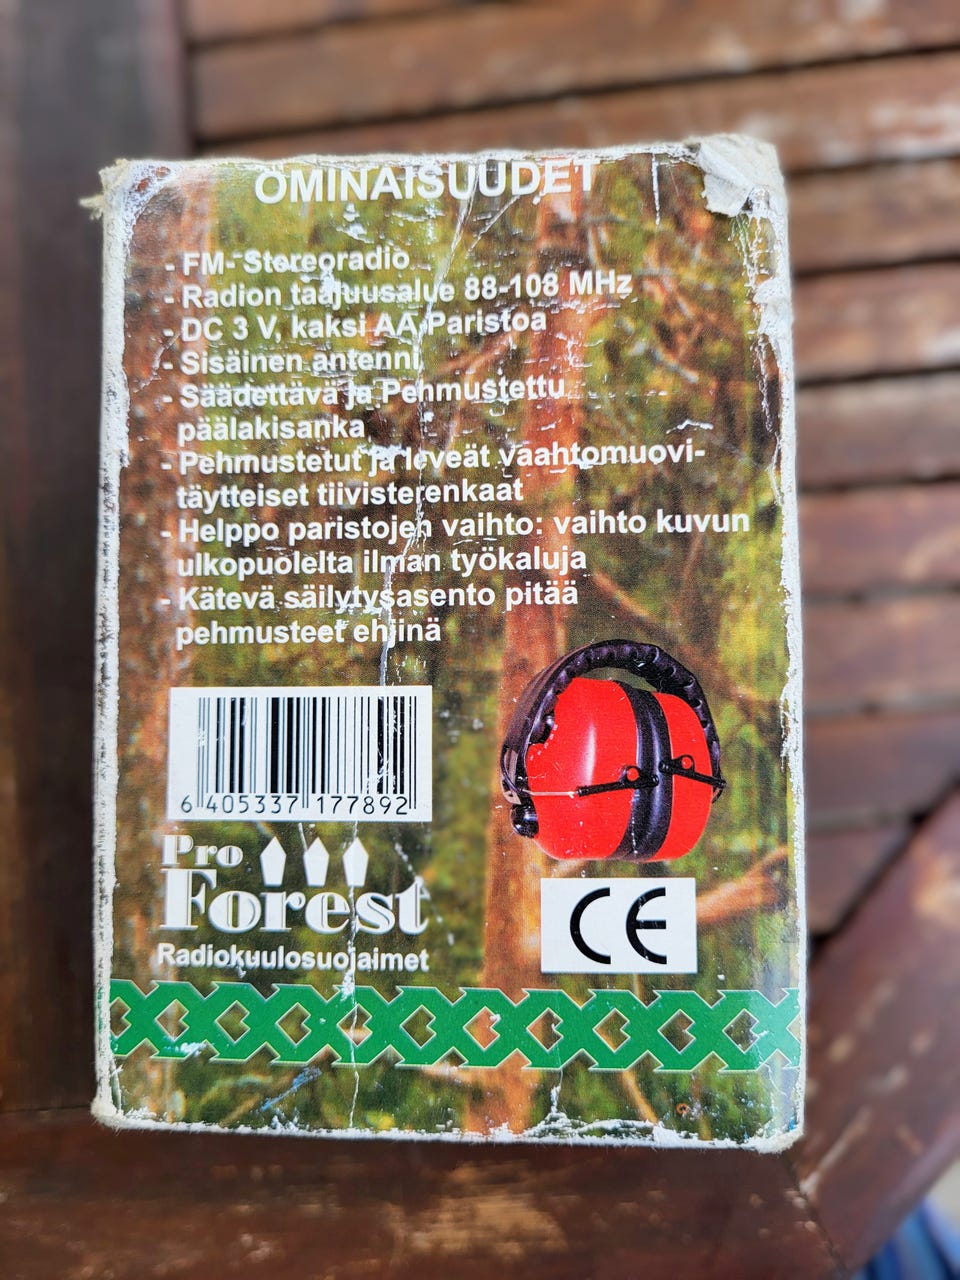 OMINAISUUDET
- FM- Stereoradio
- Radion taajuusalue 88-108 MHz
- DC 3 V, kaksi AA-Paristoa
- Sisäinen antenni
- Säädettävä ja Pehmustettu
päälakisanka
- Pehmustetut ja leveät vaahtomuovi-
täytteiset tiivisterenkaat
- Helppo paristojen vaihto: vaihto kuvun
ulkopuolelta ilman työkaluja
- Kätevä säilytysasento pitää
pehmusteet ehjinä
6 405337 177892
Pro
Forest
Radiokuulosuojaimet
CE